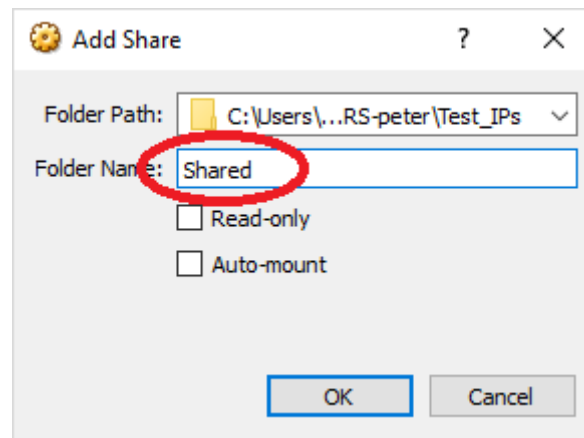 Add Share ?
Folder Path: C:\Users\...RS-peter\Test_IPs
Folder Name: Shared
Read-only
Auto-mount
OK Cancel